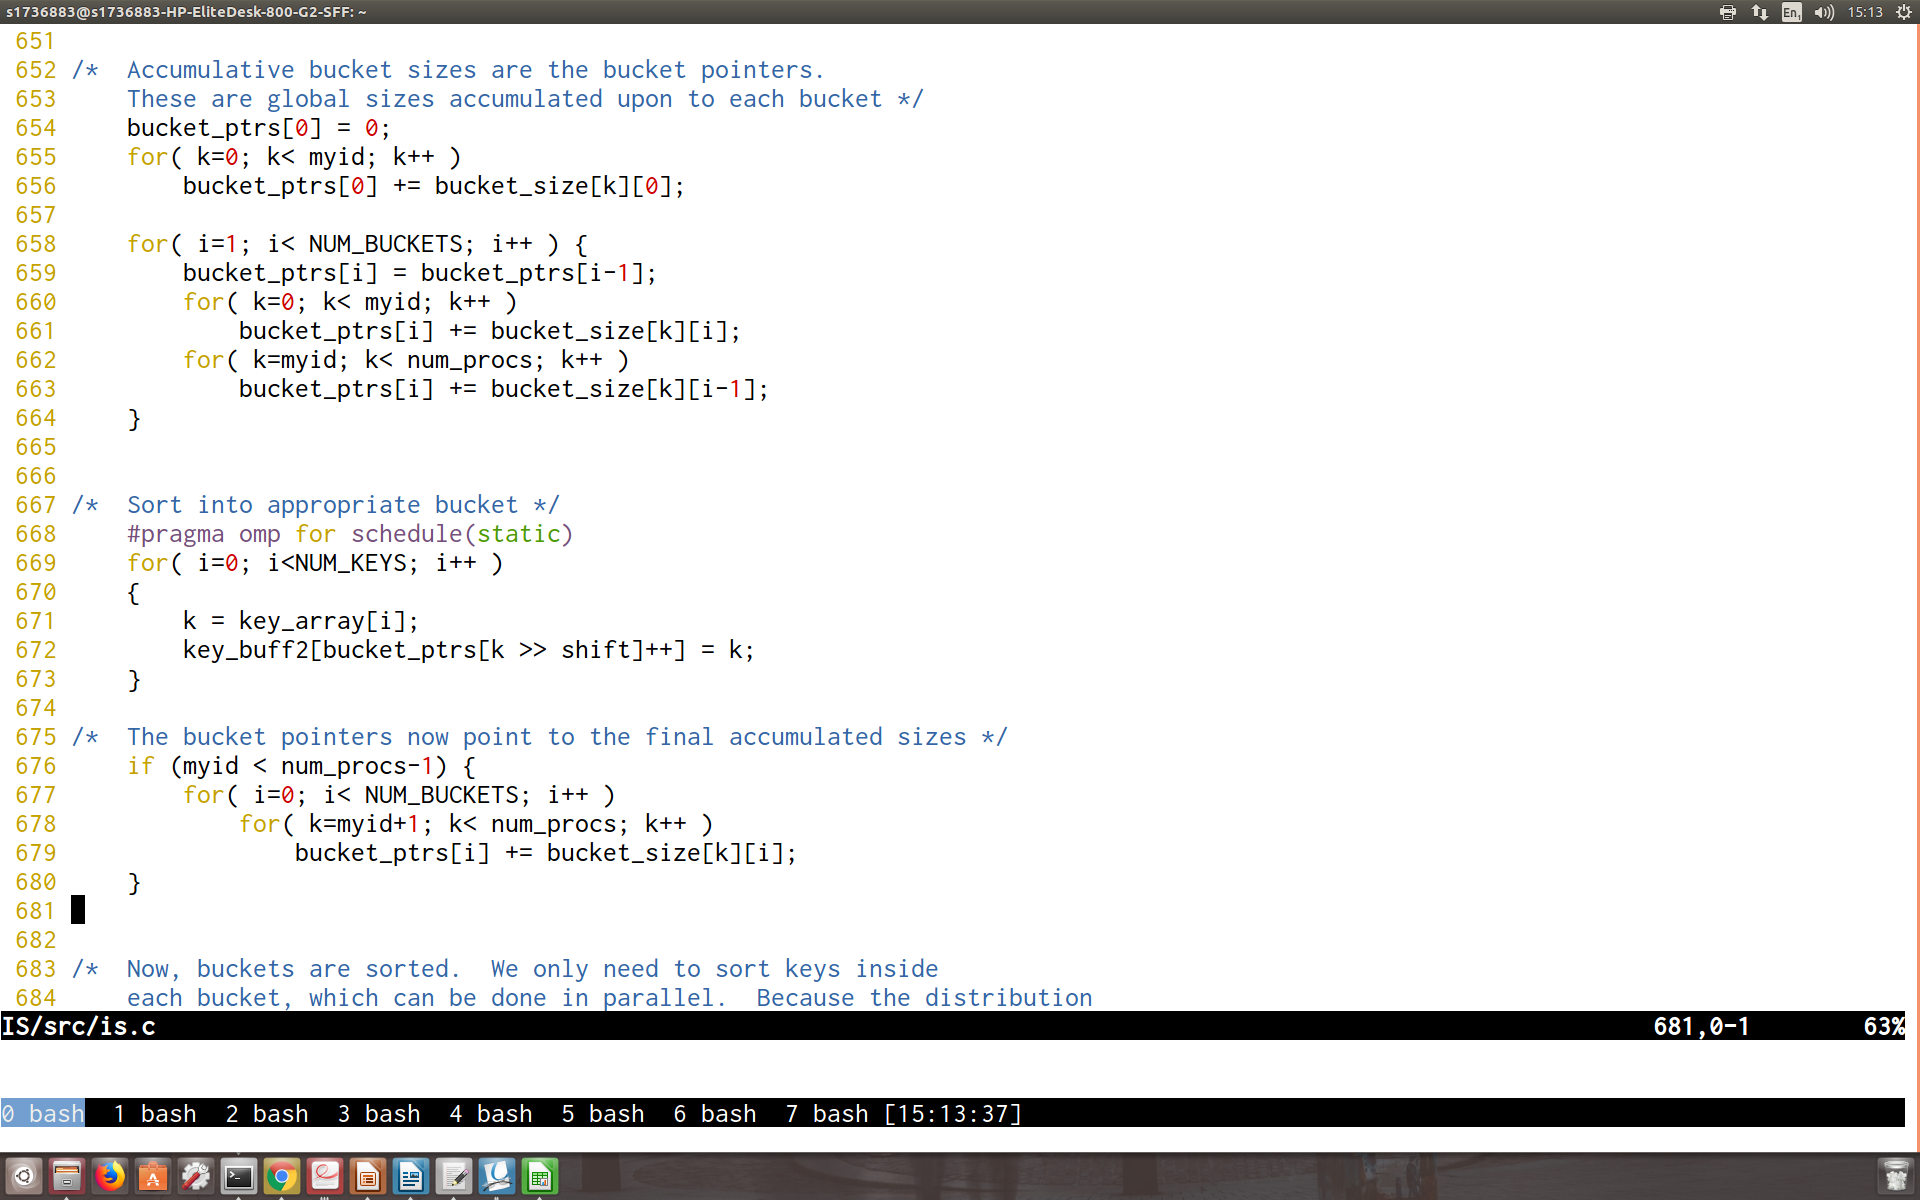 s1736883@s1736883-HP-EliteDesk-800-G2-SFF: ~
En1 15:13
651
652 /*  Accumulative bucket sizes are the bucket pointers.
653     These are global sizes accumulated upon to each bucket */
654     bucket_ptrs[0] = 0;
655     for( k=0; k< myid; k++ )
656         bucket_ptrs[0] += bucket_size[k][0];
657
658     for( i=1; i< NUM_BUCKETS; i++ ) {
659         bucket_ptrs[i] = bucket_ptrs[i-1];
660         for( k=0; k< myid; k++ )
661             bucket_ptrs[i] += bucket_size[k][i];
662         for( k=myid; k< num_procs; k++ )
663             bucket_ptrs[i] += bucket_size[k][i-1];
664     }
665
666
667 /*  Sort into appropriate bucket */
668     #pragma omp for schedule(static)
669     for( i=0; i<NUM_KEYS; i++ )
670     {
671         k = key_array[i];
672         key_buff2[bucket_ptrs[k >> shift]++] = k;
673     }
674
675 /*  The bucket pointers now point to the final accumulated sizes */
676     if (myid < num_procs-1) {
677         for( i=0; i< NUM_BUCKETS; i++ )
678             for( k=myid+1; k< num_procs; k++ )
679                 bucket_ptrs[i] += bucket_size[k][i];
680     }
681
682
683 /*  Now, buckets are sorted.  We only need to sort keys inside
684     each bucket, which can be done in parallel.  Because the distribution
IS/src/is.c 681,0-1 63%
0 bash  1 bash  2 bash  3 bash  4 bash  5 bash  6 bash  7 bash [15:13:37]